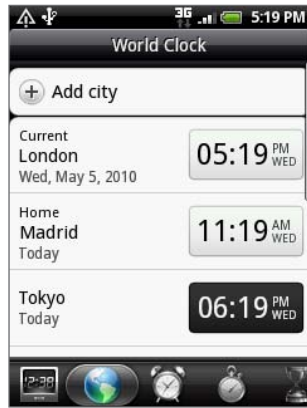 3G 5:19 PM
World Clock
Add city
Current
London
Wed, May 5, 2010
05:19 PM WED
Home
Madrid
Today
11:19 AM WED
Tokyo
Today
06:19 PM WED
12:38